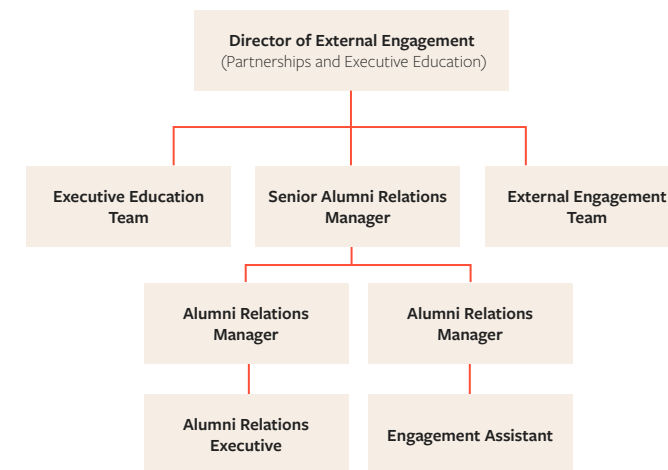 Director of External Engagement
(Partnerships and Executive Education)
Executive Education
Team
Senior Alumni Relations
Manager
External Engagement
Team
Alumni Relations
Manager
Alumni Relations
Manager
Alumni Relations
Executive
Engagement Assistant